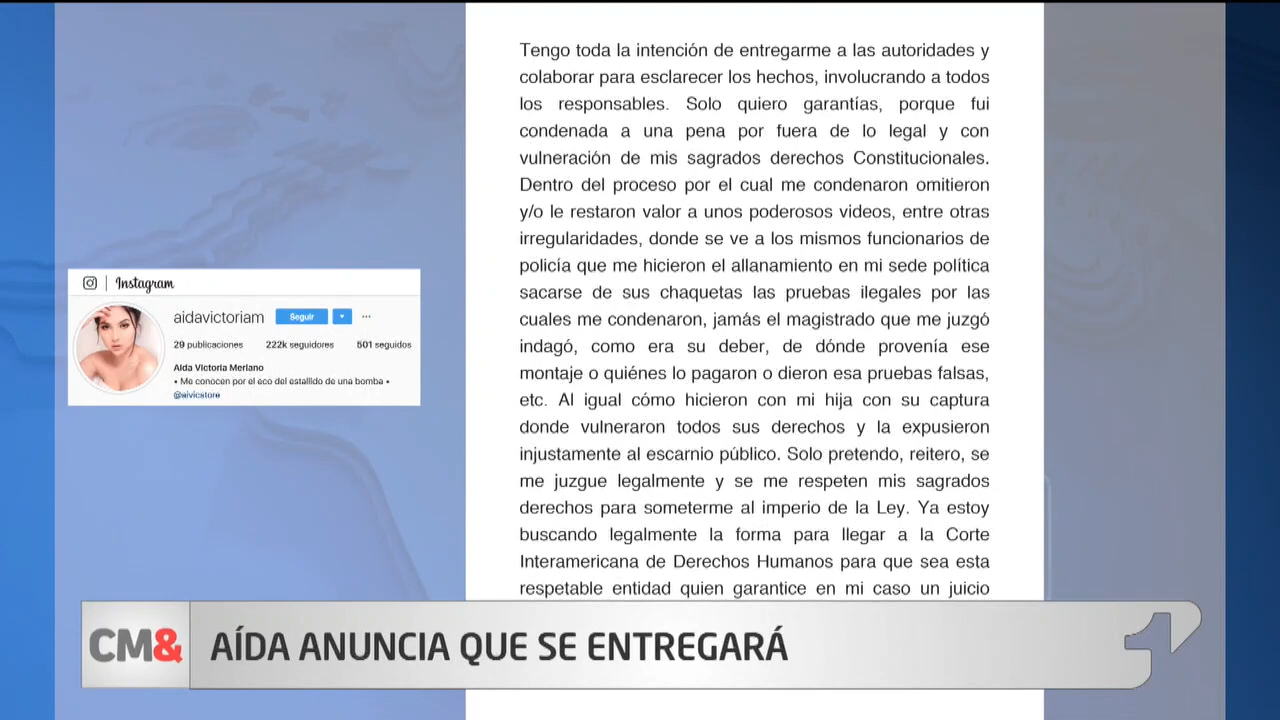 Tengo toda la intención de entregarme a las autoridades y
colaborar para esclarecer los hechos, involucrando a todos
los responsables. Solo quiero garantías, porque fui
condenada a una pena por fuera de lo legal y con
vulneración de mis sagrados derechos Constitucionales.
Dentro del proceso por el cual me condenaron omitieron
y/o le restaron valor a unos poderosos videos, entre otras
irregularidades, donde se ve a los mismos funcionarios de
policía que me hicieron el allanamiento en mi sede política
sacarse de sus chaquetas las pruebas ilegales por las
cuales me condenaron, jamás el magistrado que me juzgó
indagó, como era su deber, de dónde provenía ese
montaje o quiénes lo pagaron o dieron esa pruebas falsas,
etc. Al igual cómo hicieron con mi hija con su captura
donde vulneraron todos sus derechos y la expusieron
injustamente al escarnio público. Solo pretendo, reitero, se
me juzgue legalmente y se me respeten mis sagrados
derechos para someterme al imperio de la Ley. Ya estoy
buscando legalmente la forma para llegar a la Corte
Interamericana de Derechos Humanos para que sea esta
respetable entidad quien garantice en mi caso un juicio
Instagram
aidavictoriam Seguir ...
29 publicaciones 222k seguidores 501 seguidos
Aida Victoria Merlano
• Me conocen por el eco del estallido de una bomba •
@aivicstore
CM& AÍDA ANUNCIA QUE SE ENTREGARÁ 1